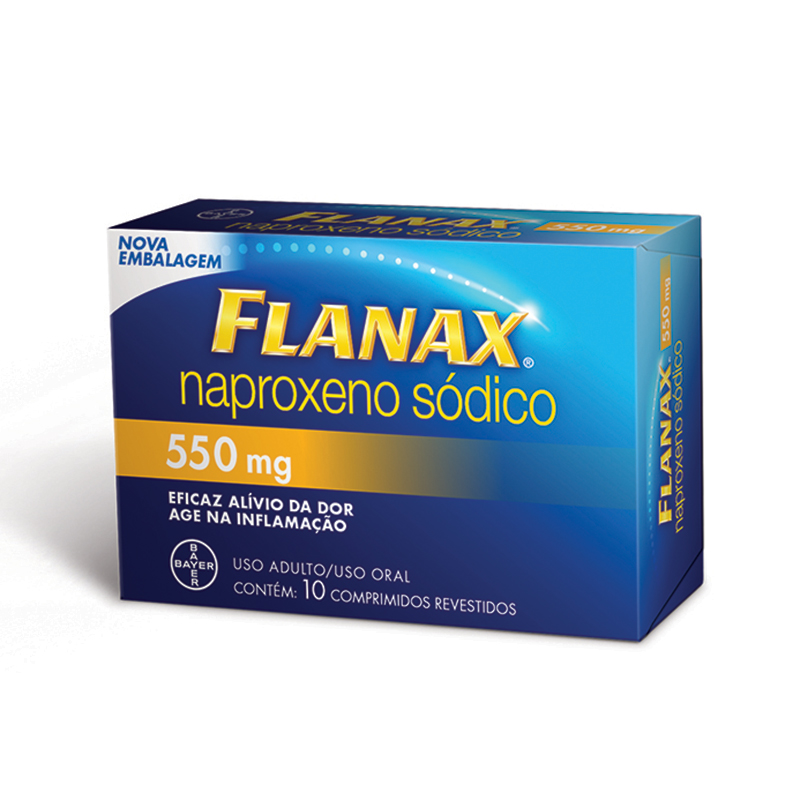 FLANAX
naproxeno sódico
550 mg
NOVA
EMBALAGEM
FLANAX®
naproxeno sódico
550 mg
EFICAZ ALÍVIO DA DOR
AGE NA INFLAMAÇÃO
BAYER
BAYER
USO ADULTO/USO ORAL
CONTÉM: 10 COMPRIMIDOS REVESTIDOS
FLANAX®
naproxeno sódico
550 mg